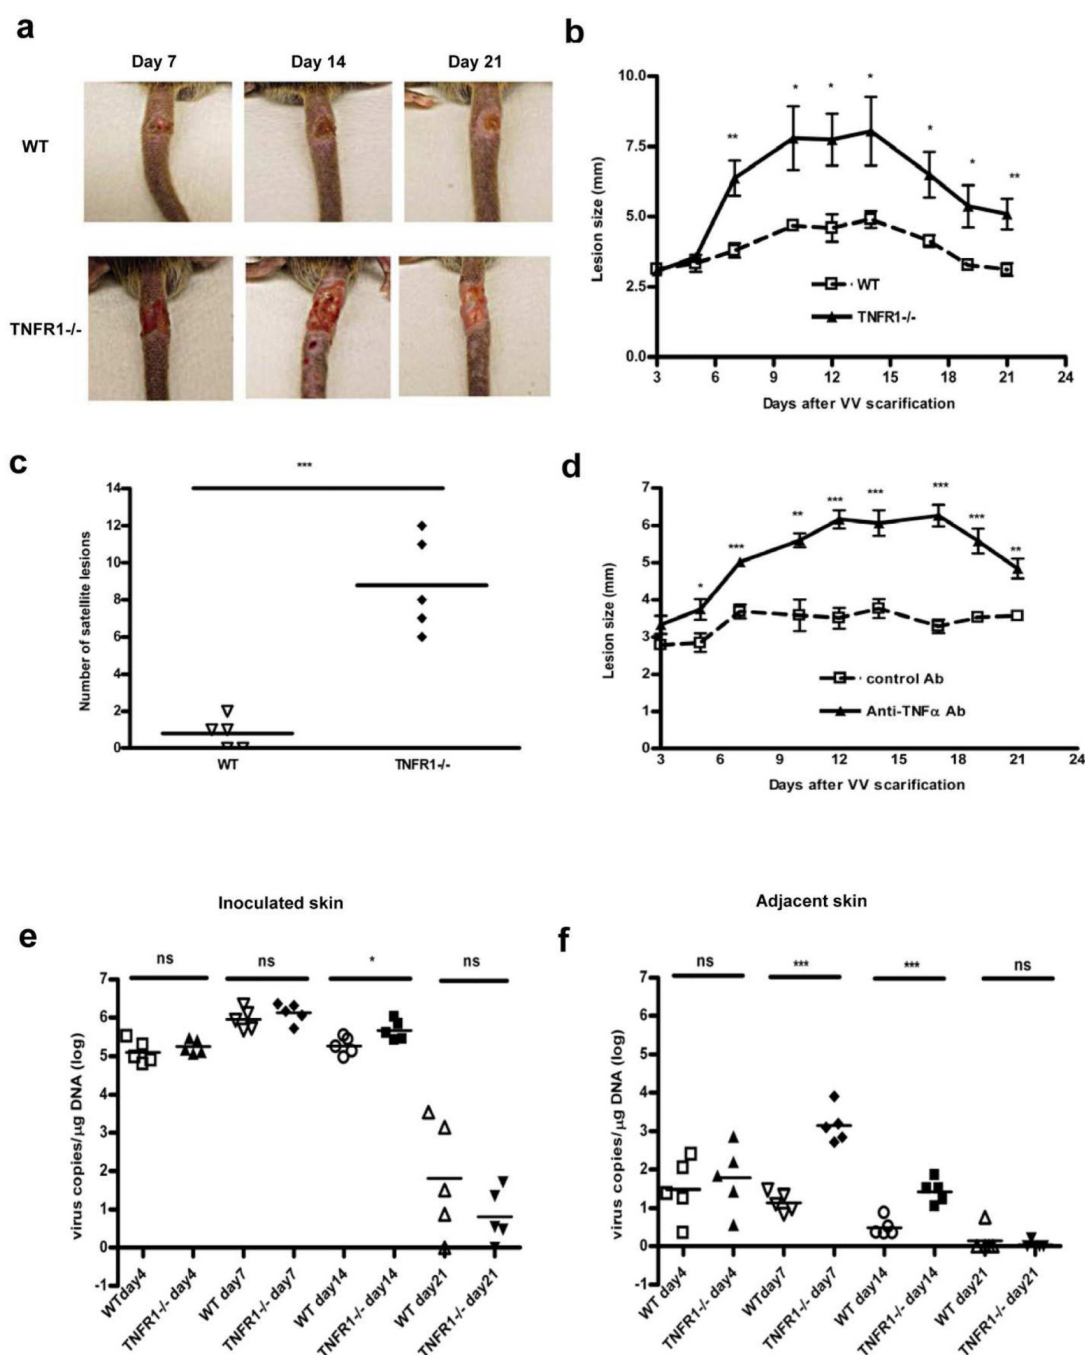 a
Day 7 Day 14 Day 21
WT
TNFR1-/-
b
10.0
7.5
5.0
2.5
0.0
Lesion size (mm)
** * * * * * **
WT
TNFR1-/-
3 6 9 12 15 18 21 24
Days after VV scarification
c
***
14
12
10
8
6
4
2
0
Number of satellite lesions
WT TNFR1-/-
d
7
6
5
4
3
2
1
0
Lesion size (mm)
* *** ** *** *** *** *** **
control Ab
Anti-TNFα Ab
3 6 9 12 15 18 21 24
Days after VV scarification
Inoculated skin
e
ns ns * ns
7
6
5
4
3
2
1
0
-1
virus copies/μg DNA (log)
WTday4 TNFR1-/- day4 WT day7 TNFR1-/- day7 WT day14 TNFR1-/- day14 WT day21 TNFR1-/- day21
Adjacent skin
f
ns *** *** ns
7
6
5
4
3
2
1
0
-1
virus copies/μg DNA (log)
WTday4 TNFR1-/- day4 WTday7 TNFR1-/- day7 WT day14 TNFR1-/- day14 WT day21 TNFR1-/- day21